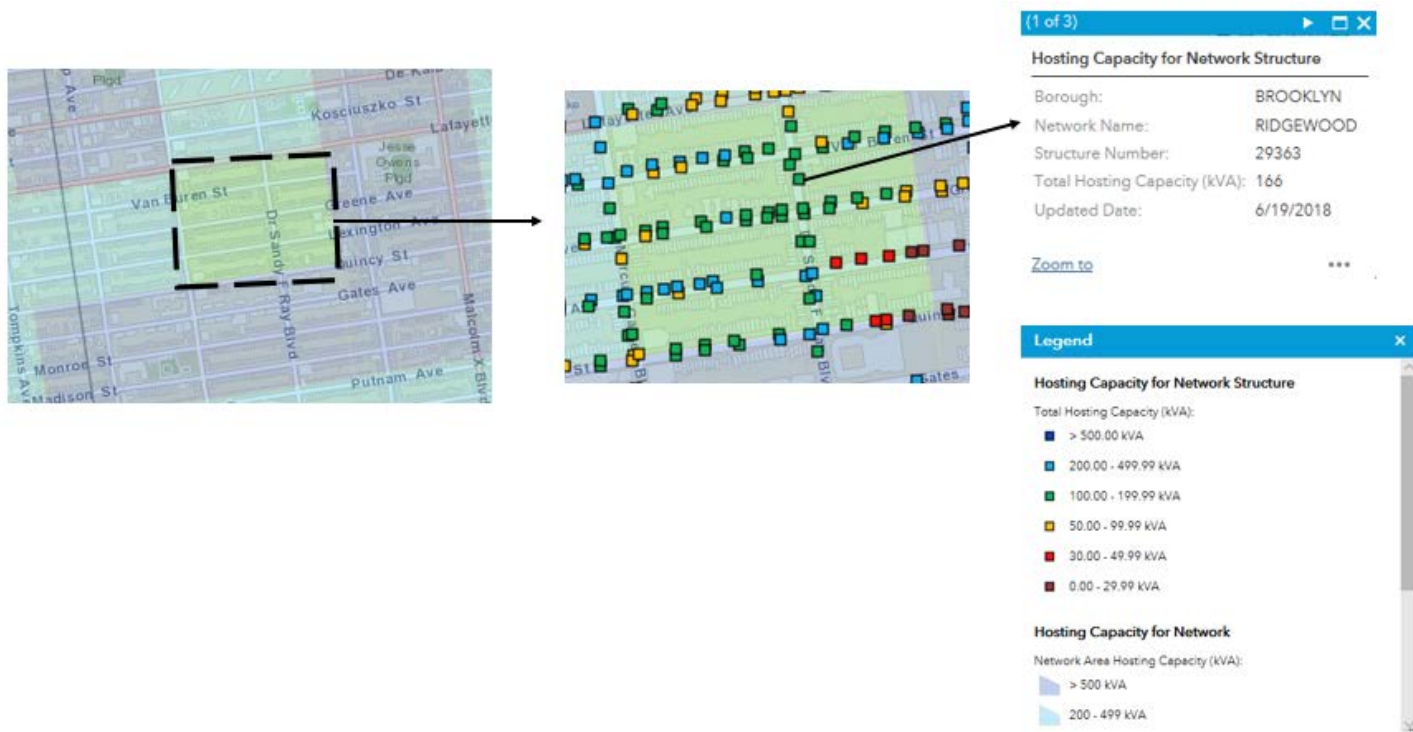 Plgd
De Kalb
Kosciuszko St
Lafayett
Jesse
Owens
Plgd
Van Buren St
Greene Ave
Lexington Ave
Quincy St
Gates Ave
Dr Sandy F Ray Blvd
Tompkins Ave
Malcolm X Blvd
Monroe St
Madison St
Putnam Ave
Van Buren St
Gates
(1 of 3)
Hosting Capacity for Network Structure
Borough: BROOKLYN
Network Name: RIDGEWOOD
Structure Number: 29363
Total Hosting Capacity (kVA): 166
Updated Date: 6/19/2018
Zoom to
Legend
Hosting Capacity for Network Structure
Total Hosting Capacity (kVA):
> 500.00 kVA
200.00 - 499.99 kVA
100.00 - 199.99 kVA
50.00 - 99.99 kVA
30.00 - 49.99 kVA
0.00 - 29.99 kVA
Hosting Capacity for Network
Network Area Hosting Capacity (kVA):
> 500 kVA
200 - 499 kVA